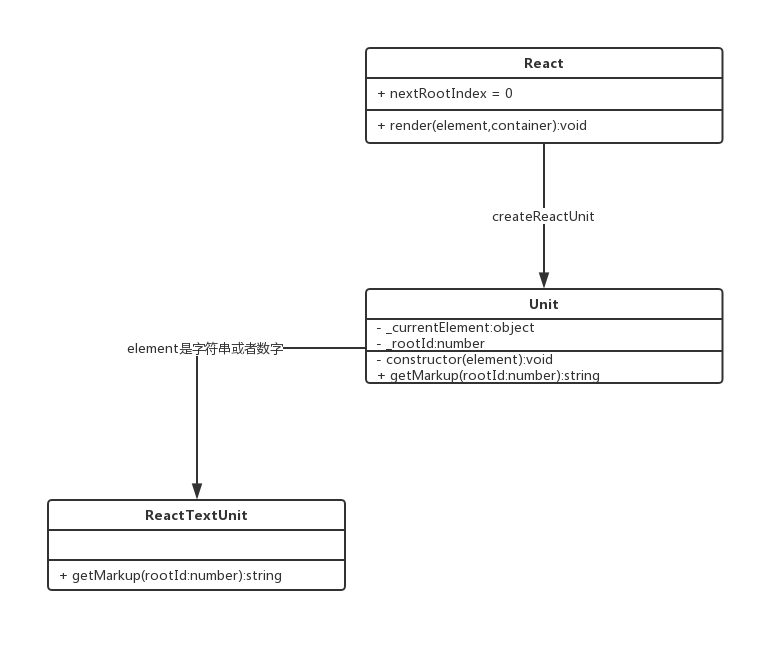 React
+ nextRootIndex = 0
+ render(element,container):void
createReactUnit
Unit
- _currentElement:object
- _rootId:number
- constructor(element):void
+ getMarkup(rootId:number):string
element是字符串或者数字
ReactTextUnit
+ getMarkup(rootId:number):string